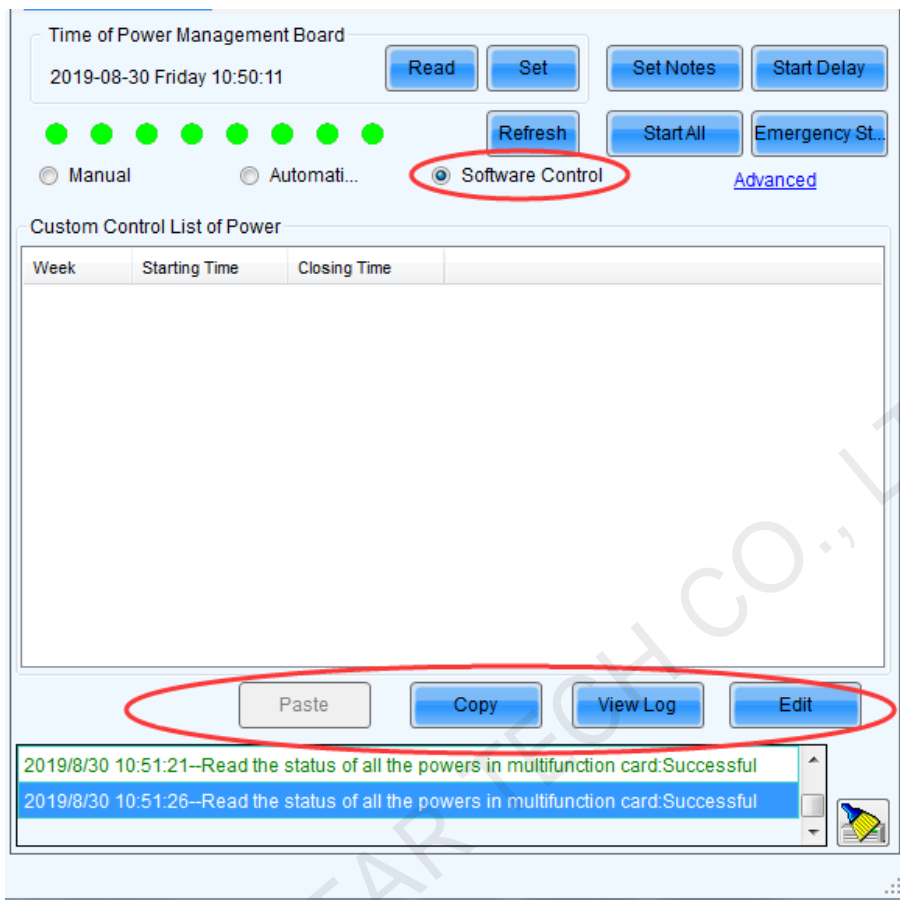 Time of Power Management Board
2019-08-30 Friday 10:50:11
Read
Set
Set Notes
Start Delay
Refresh
Start All
Emergency St...
Manual
Automati...
Software Control
Advanced
Custom Control List of Power
Week Starting Time Closing Time
Paste
Copy
View Log
Edit
2019/8/30 10:51:21--Read the status of all the powers in multifunction card:Successful
2019/8/30 10:51:26--Read the status of all the powers in multifunction card:Successful
TECH CO.,